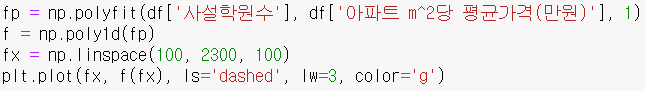 fp = np.polyfit(df['사설학원수'], df['아파트 m^2당 평균가격(만원)'], 1)
f = np.poly1d(fp)
fx = np.linspace(100, 2300, 100)
plt.plot(fx, f(fx), ls='dashed', lw=3, color='g')